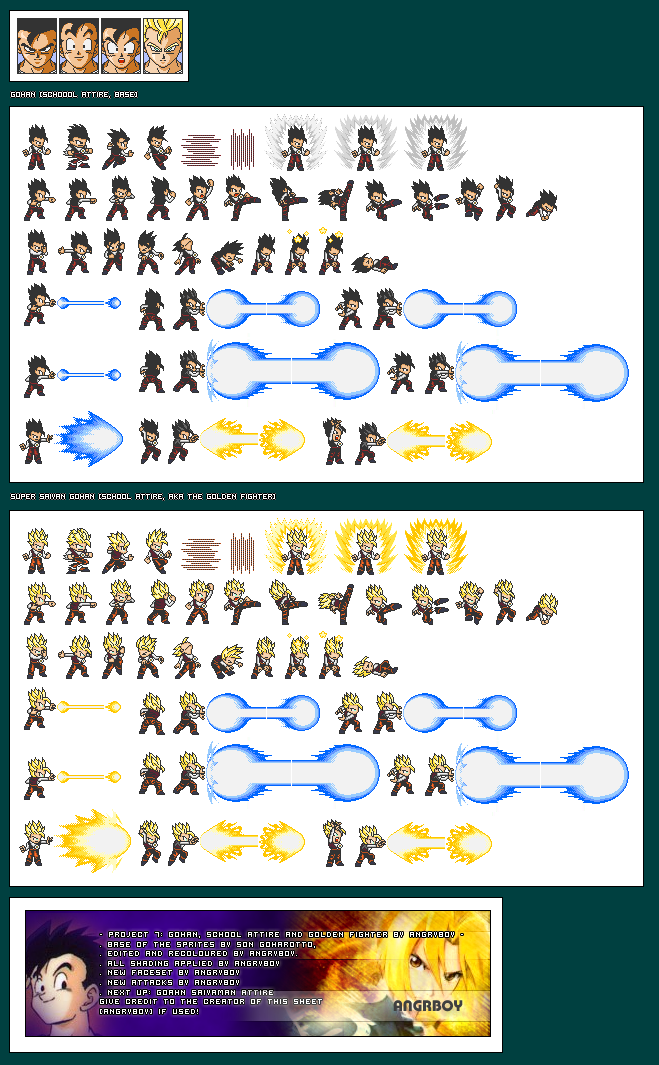 GOHAN [SCHOOOL ATTIRE, BASE]
SUPER SAIYAN GOHAN [SCHOOL ATTIRE, AKA THE GOLDEN FIGHTER]
- PROJECT 7: GOHAN, SCHOOL ATTIRE AND GOLDEN FIGHTER BY ANGRYBOY -
. BASE OF THE SPRITES BY SON GOHAROTTO,
. EDITED AND RECOLOURED BY ANGRYBOY.
. ALL SHADING APPLIED BY ANGRYBOY
. NEW FACESET BY ANGRYBOY
. NEW ATTACKS BY ANGRYBOY
. NEXT UP: GOAHN SAIYAMAN ATTIRE
GIVE CREDIT TO THE CREATOR OF THIS SHEET
[ANGRYBOY] IF USED!
ANGRBOY